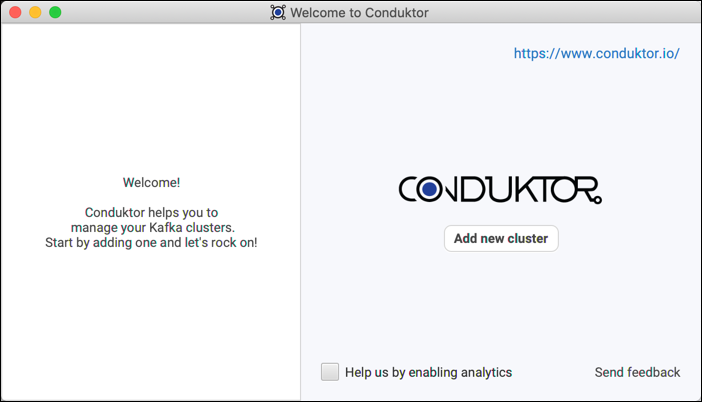 Welcome to Conduktor
https://www.conduktor.io/
Welcome!
Conduktor helps you to
manage your Kafka clusters.
Start by adding one and let's rock on!
CONDUKTOR
Add new cluster
Help us by enabling analytics
Send feedback